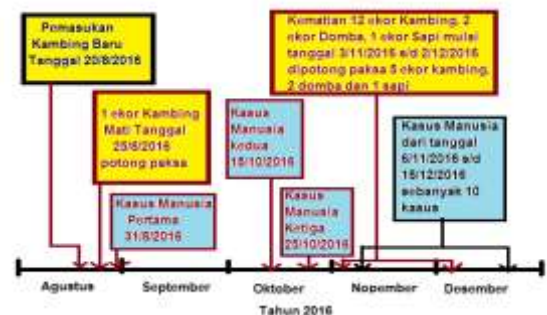 Pemasukan
Kambing Baru
Tanggal 20/8/2016
1 ekor Kambing
Mati Tanggal
25/8/2016
potong paksa
Kasus Manusia
Pertama
31/8/2016
Kasus
Manusia
kedua
15/10/2016
Kasus
Manusia
Ketiga
25/10/2016
Kematian 12 ekor Kambing, 2
ekor Domba, 1 ekor Sapi mulai
tanggal 3/11/2016 s/d 2/12/2016
dipotong paksa 5 ekor kambing,
2 domba dan 1 sapi
Kasus Manusia
dari tanggal
6/11/2016 s/d
15/12/2016
sebanyak 10
kasus
Agustus
September
Oktober
Nopember
Desember
Tahun 2016